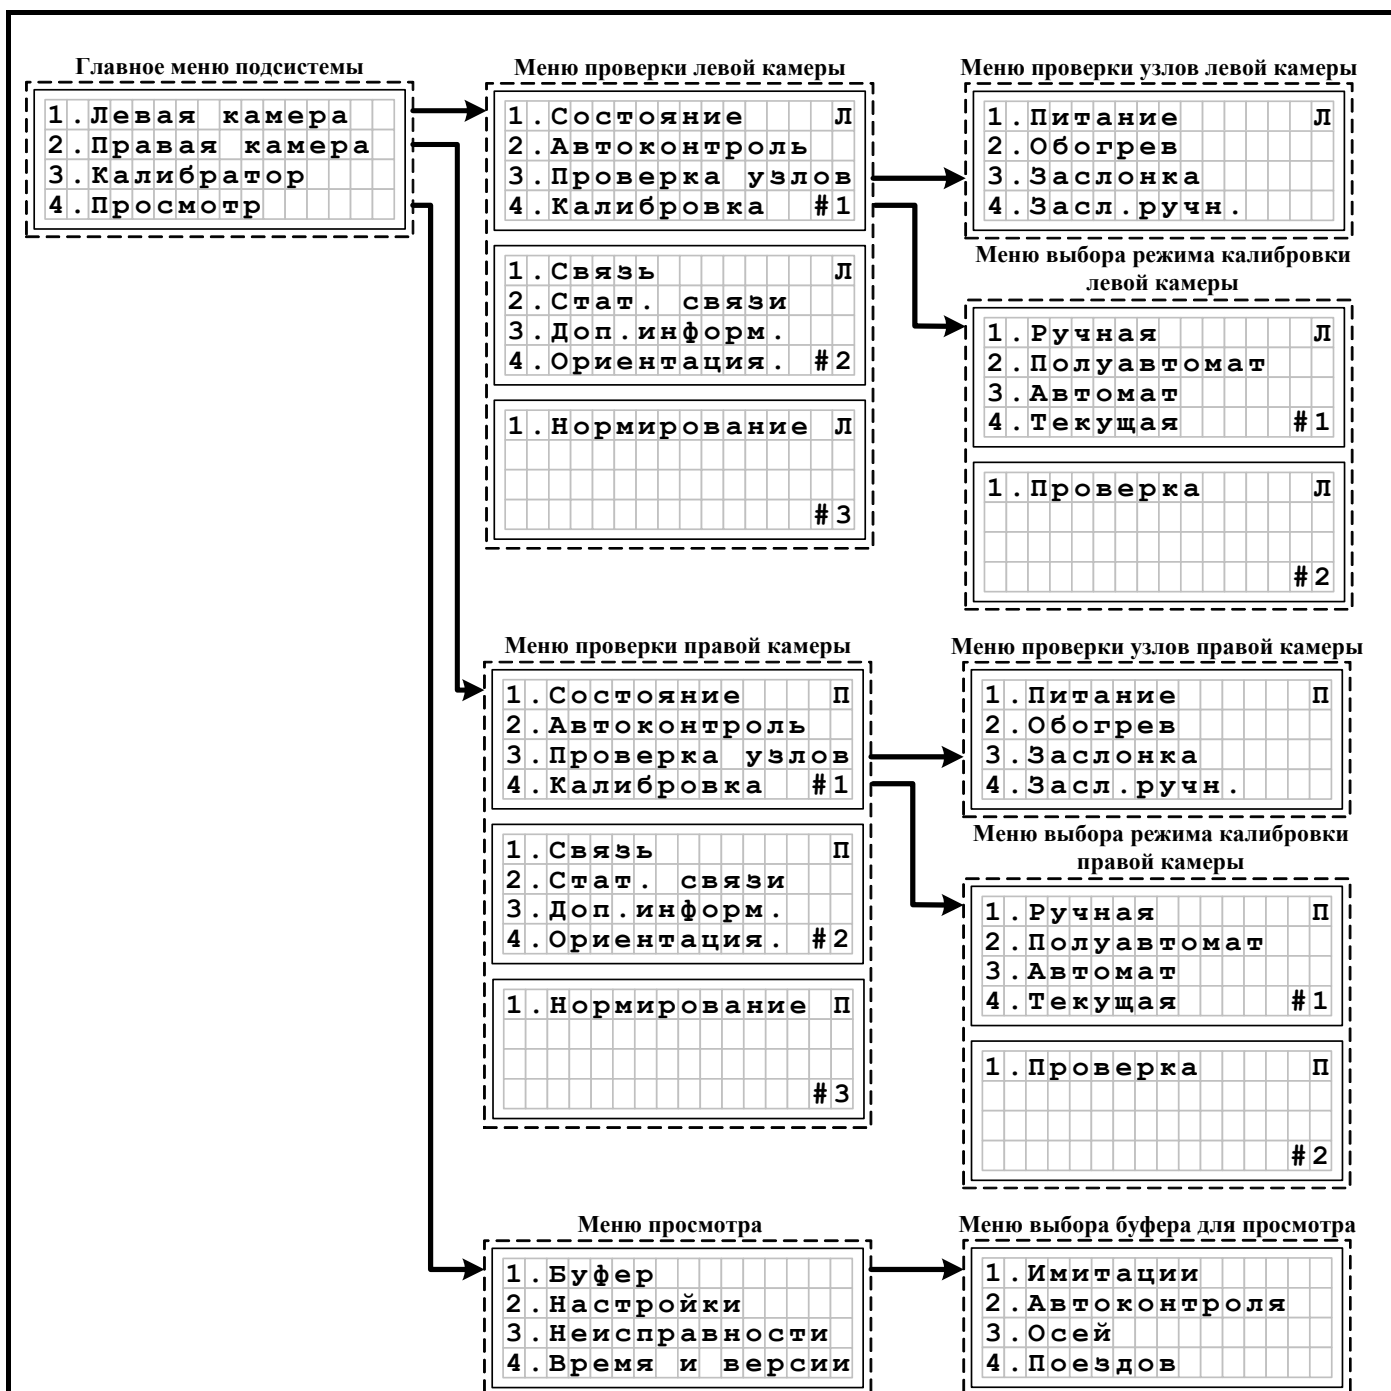 Главное меню подсистемы
1.Левая камера
2.Правая камера
3.Калибратор
4.Просмотр
Меню проверки левой камеры
1.Состояние Л
2.Автоконтроль
3.Проверка узлов
4.Калибровка #1
1.Связь Л
2.Стат. связи
3.Доп.информ.
4.Ориентация. #2
1.Нормирование Л
#3
Меню проверки узлов левой камеры
1.Питание Л
2.Обогрев
3.Заслонка
4.Засл.ручн.
Меню выбора режима калибровки
левой камеры
1.Ручная Л
2.Полуавтомат
3.Автомат
4.Текущая #1
1.Проверка Л
#2
Меню проверки правой камеры
1.Состояние П
2.Автоконтроль
3.Проверка узлов
4.Калибровка #1
1.Связь П
2.Стат. связи
3.Доп.информ.
4.Ориентация. #2
1.Нормирование П
#3
Меню проверки узлов правой камеры
1.Питание П
2.Обогрев
3.Заслонка
4.Засл.ручн.
Меню выбора режима калибровки
правой камеры
1.Ручная П
2.Полуавтомат
3.Автомат
4.Текущая #1
1.Проверка П
#2
Меню просмотра
1.Буфер
2.Настройки
3.Неисправности
4.Время и версии
Меню выбора буфера для просмотра
1.Имитации
2.Автоконтроля
3.Осей
4.Поездов